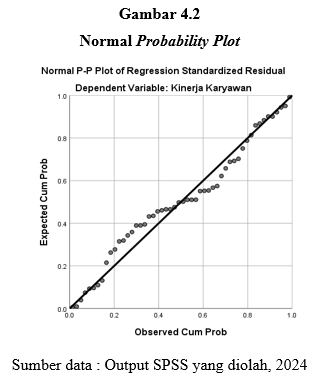 Gambar 4.2
Normal Probability Plot
Normal P-P Plot of Regression Standardized Residual
Dependent Variable: Kinerja Karyawan
1.0
0.8
0.6
0.4
0.2
0.0
Expected Cum Prob
0.0 0.2 0.4 0.6 0.8 1.0
Observed Cum Prob
Sumber data : Output SPSS yang diolah, 2024